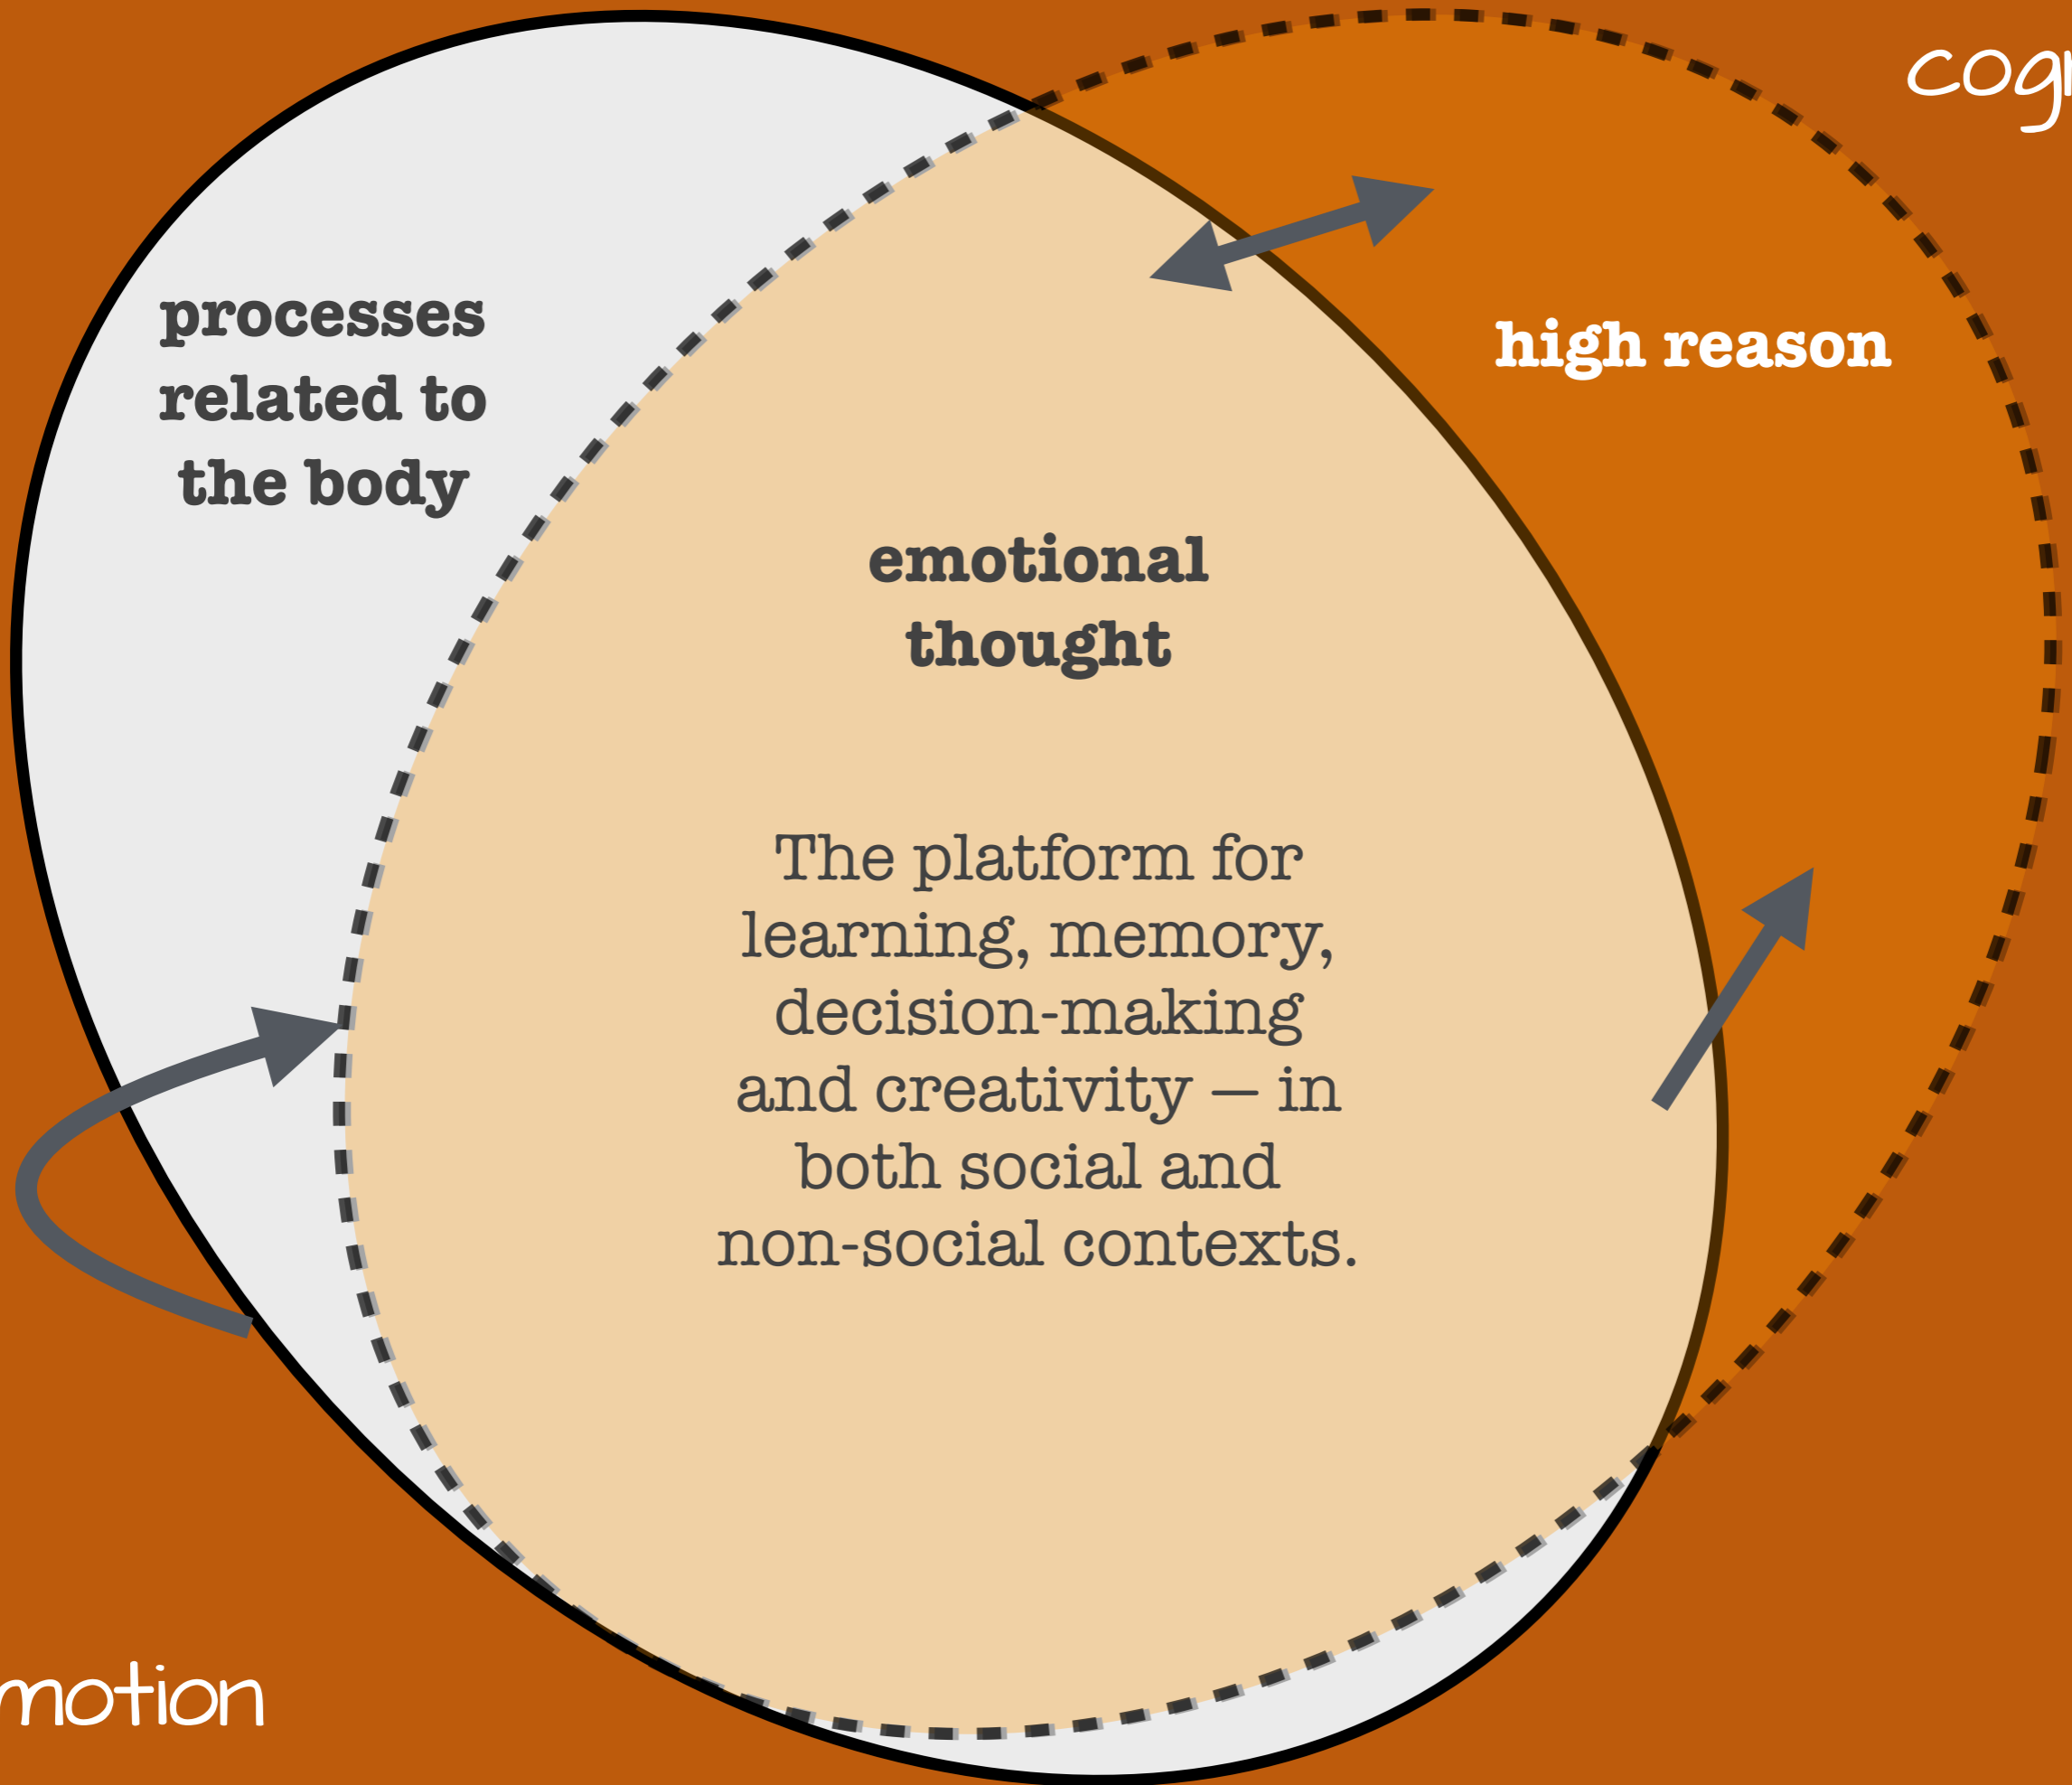 cog
processes
related to
the body
high reason
emotional
thought
The platform for
learning, memory,
decision-making
and creativity — in
both social and
non-social contexts.
motion